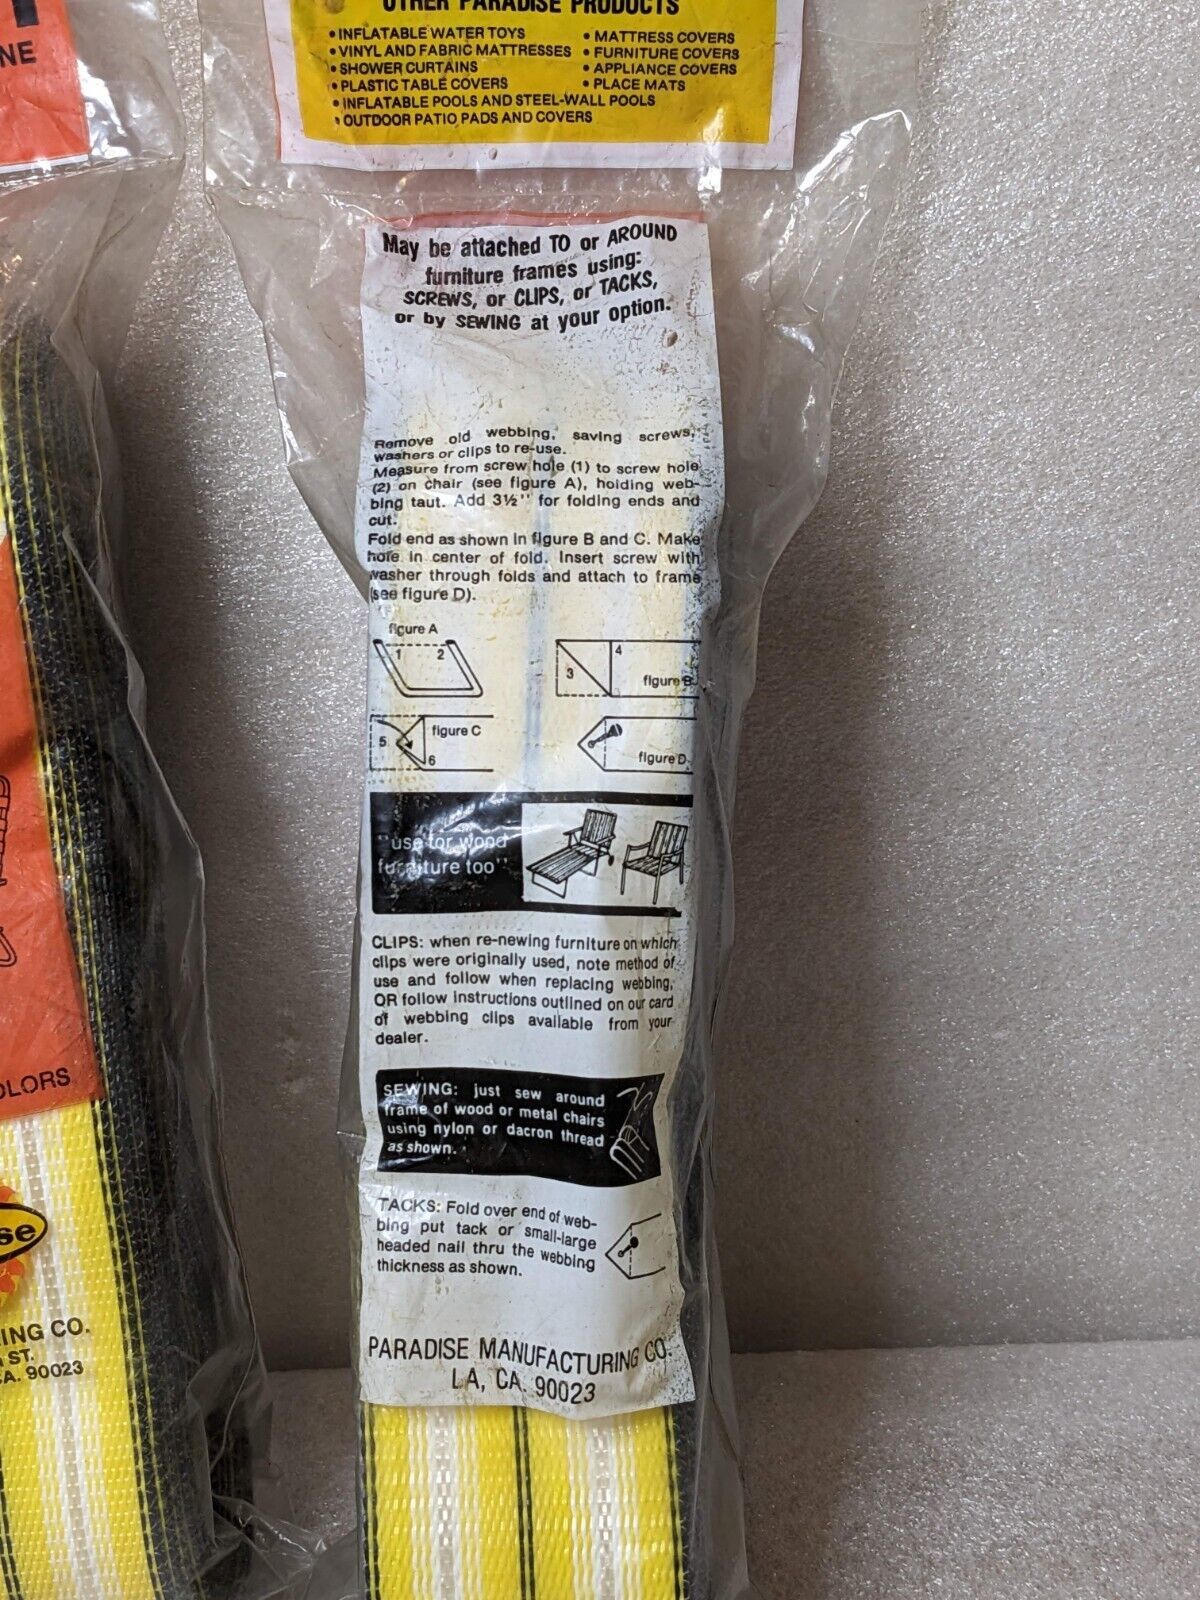 NE
OLORS
se
ING CO.
ST.
CA. 90023
OTHER PARADISE PRODUCTS
• INFLATABLE WATER TOYS
• VINYL AND FABRIC MATTRESSES
• SHOWER CURTAINS
• PLASTIC TABLE COVERS
• INFLATABLE POOLS AND STEEL-WALL POOLS
• OUTDOOR PATIO PADS AND COVERS
• MATTRESS COVERS
• FURNITURE COVERS
• APPLIANCE COVERS
• PLACE MATS
May be attached TO or AROUND
furniture frames using:
SCREWS, or CLIPS, or TACKS,
or by SEWING at your option.
Remove old webbing, saving screws,
washers or clips to re-use.
Measure from screw hole (1) to screw hole
(2) on chair (see figure A), holding web-
bing taut. Add 3½'' for folding ends and
cut.
Fold end as shown in figure B and C. Make
hole in center of fold. Insert screw with
washer through folds and attach to frame
(see figure D).
figure A
1 2
3 4
figure B
5 6
figure C
figure D
"use for wood
furniture too"
CLIPS: when re-newing furniture on which
clips were originally used, note method of
use and follow when replacing webbing,
OR follow instructions outlined on our card
of webbing clips available from your
dealer.
SEWING: just sew around
frame of wood or metal chairs
using nylon or dacron thread
as shown.
TACKS: Fold over end of web-
bing put tack or small-large
headed nail thru the webbing
thickness as shown.
PARADISE MANUFACTURING CO.
LA, CA. 90023